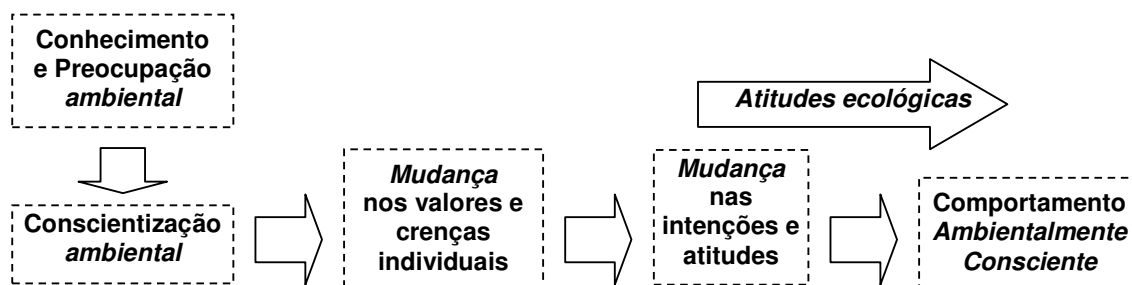 Conhecimento
e Preocupação
ambiental
Conscientização
ambiental
Mudança
nos valores e
crenças
individuais
Mudança
nas
intenções e
atitudes
Atitudes ecológicas
Comportamento
Ambientalmente
Consciente